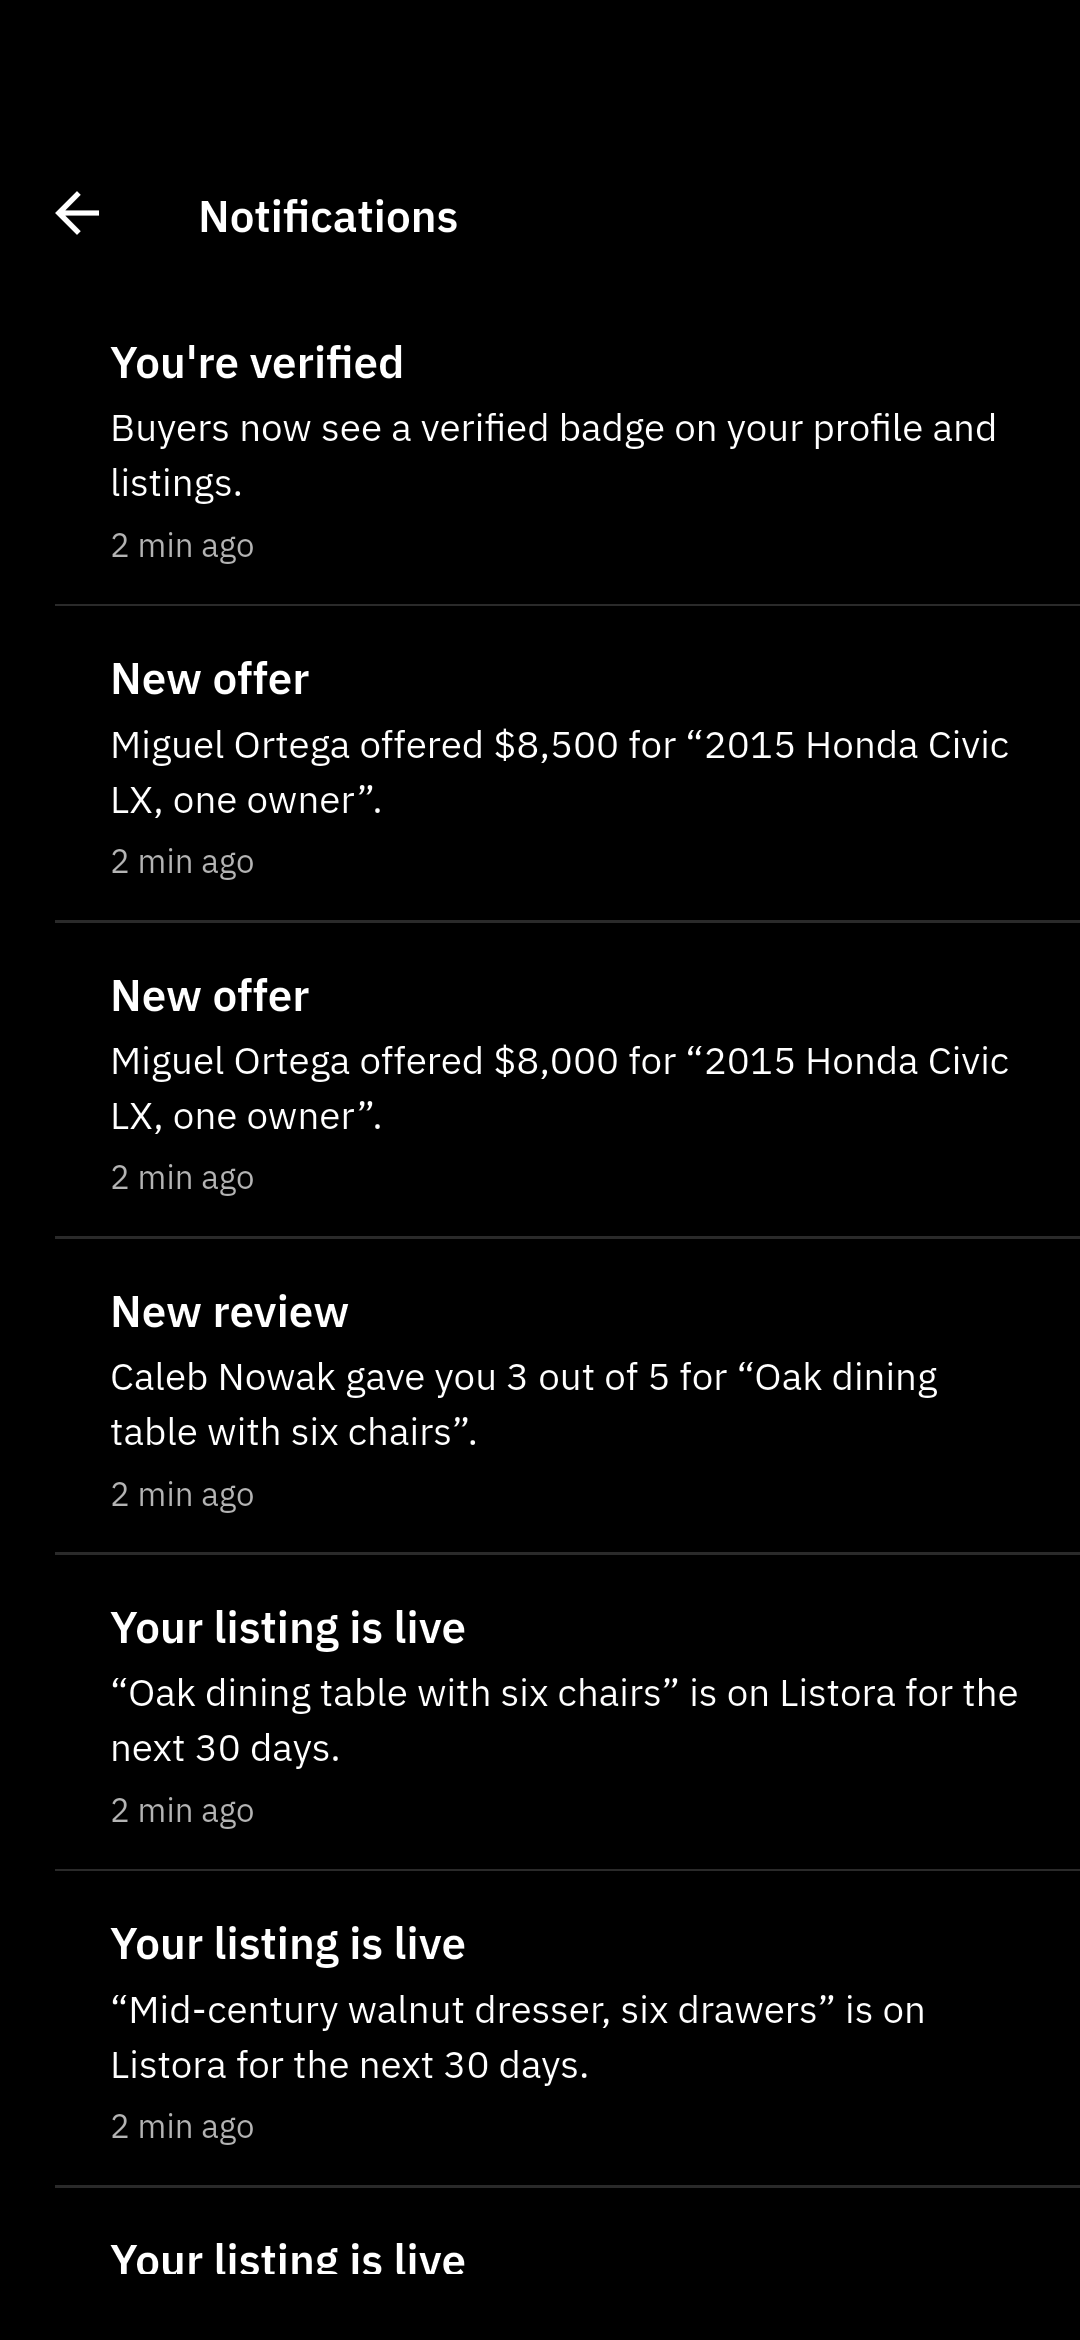 Notifications
You're verified
Buyers now see a verified badge on your profile and
listings.
2 min ago
New offer
Miguel Ortega offered $8,500 for “2015 Honda Civic
LX, one owner”.
2 min ago
New offer
Miguel Ortega offered $8,000 for “2015 Honda Civic
LX, one owner”.
2 min ago
New review
Caleb Nowak gave you 3 out of 5 for “Oak dining
table with six chairs”.
2 min ago
Your listing is live
“Oak dining table with six chairs” is on Listora for the
next 30 days.
2 min ago
Your listing is live
“Mid-century walnut dresser, six drawers” is on
Listora for the next 30 days.
2 min ago
Your listing is live